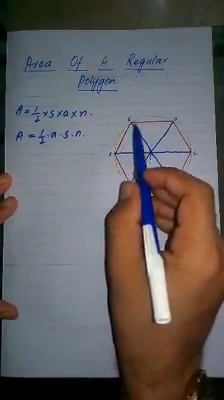 Area Of A Regular
Polygon.
A = 1/2 × s × a × n.
A = 1/2 · a · s · n.
E D
F C